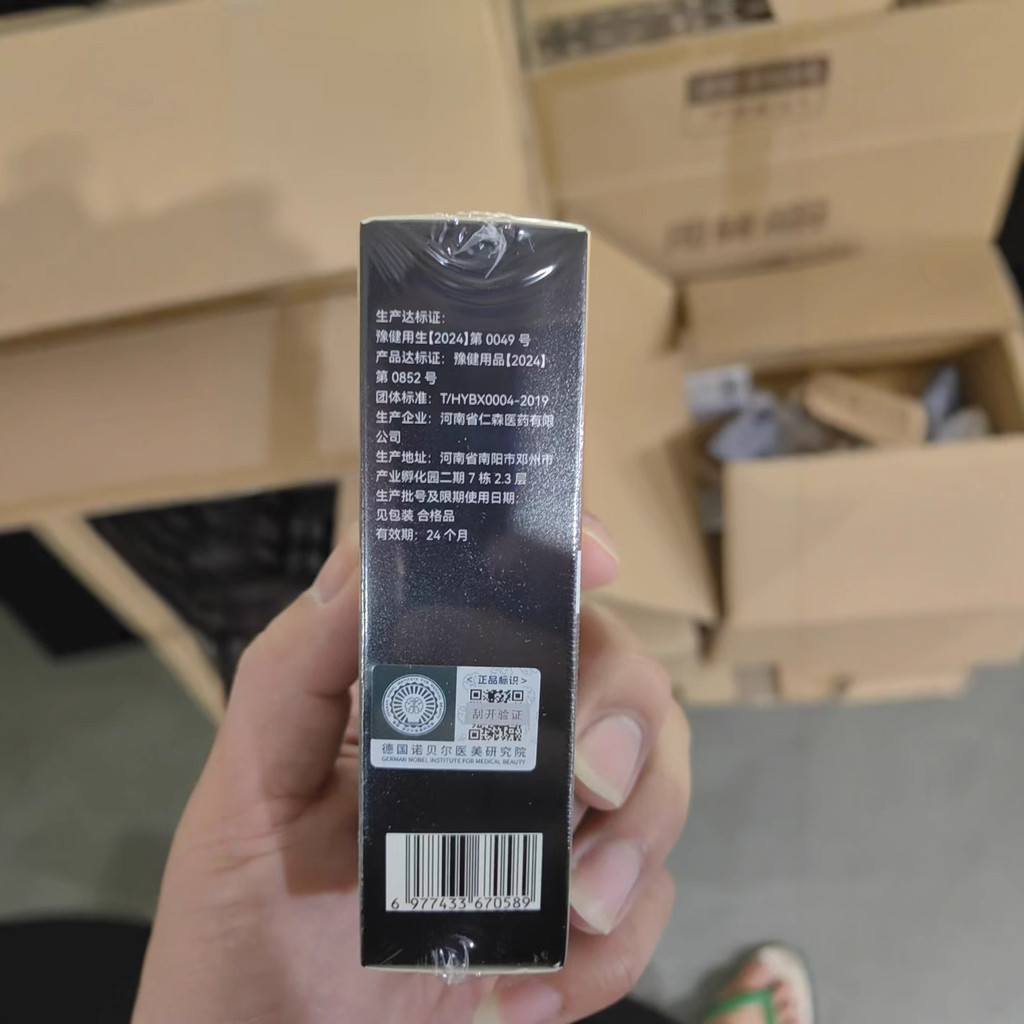 生产达标证：
豫健用生【2024】第 0049 号
产品达标证：豫健用品【2024】
第 0852 号
团体标准：T/HYBX0004-2019
生产企业：河南省仁森医药有限
公司
生产地址：河南省南阳市邓州市
产业孵化园二期 7 栋 2.3 层
生产批号及限期使用日期：
见包装 合格品
有效期：24 个月
<正品标识>
刮开验证
德国诺贝尔医美研究院
GERMAN NOBEL INSTITUTE FOR MEDICAL BEAUTY
6 977433 670589